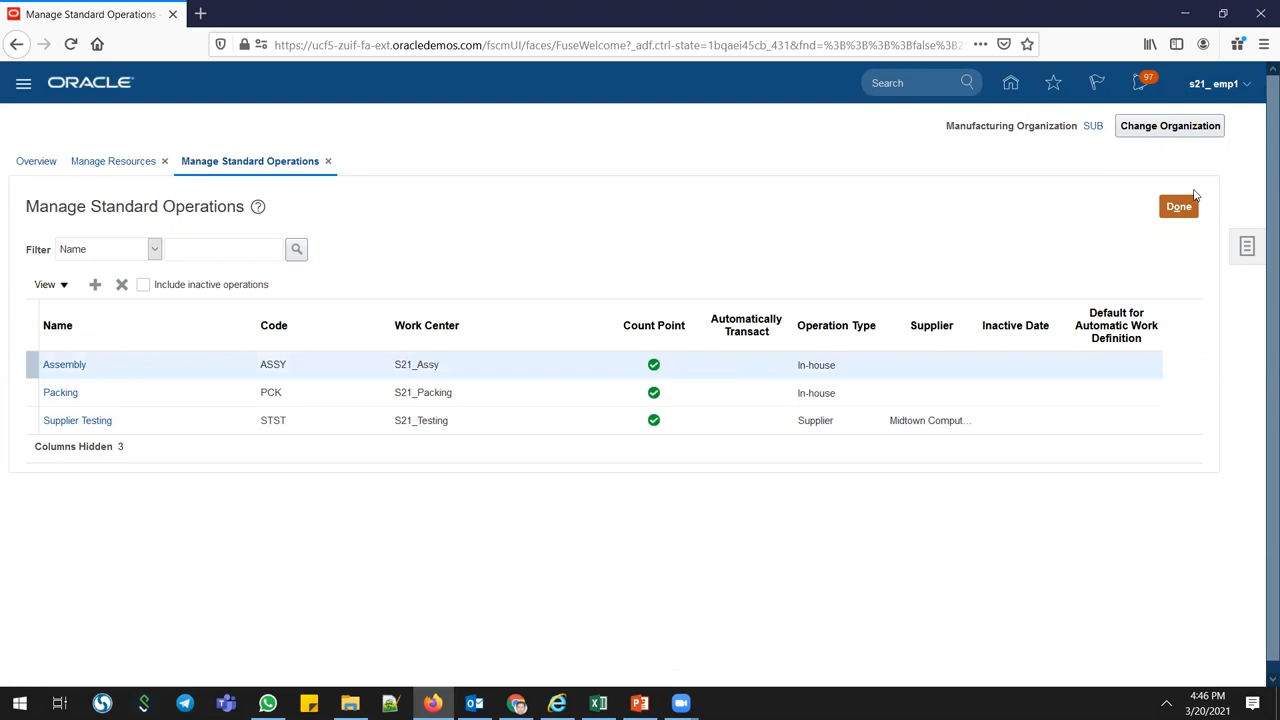 Manage Standard Operations -
https://ucf5-zuif-fa-ext.oracledemos.com/fscmUI/faces/FuseWelcome?_adf.ctrl-state=1bqaei45cb_431&fnd=%3B%3B%3B%3Bfalse%3B2
ORACLE
Search
97
s21_ emp1
Manufacturing Organization SUB Change Organization
Overview Manage Resources Manage Standard Operations
Manage Standard Operations
Done
Filter Name
View Include inactive operations
Name Code Work Center Count Point Automatically Transact Operation Type Supplier Inactive Date Default for Automatic Work Definition
Assembly ASSY S21_Assy In-house
Packing PCK S21_Packing In-house
Supplier Testing STST S21_Testing Supplier Midtown Comput...
Columns Hidden 3
4:46 PM
3/20/2021